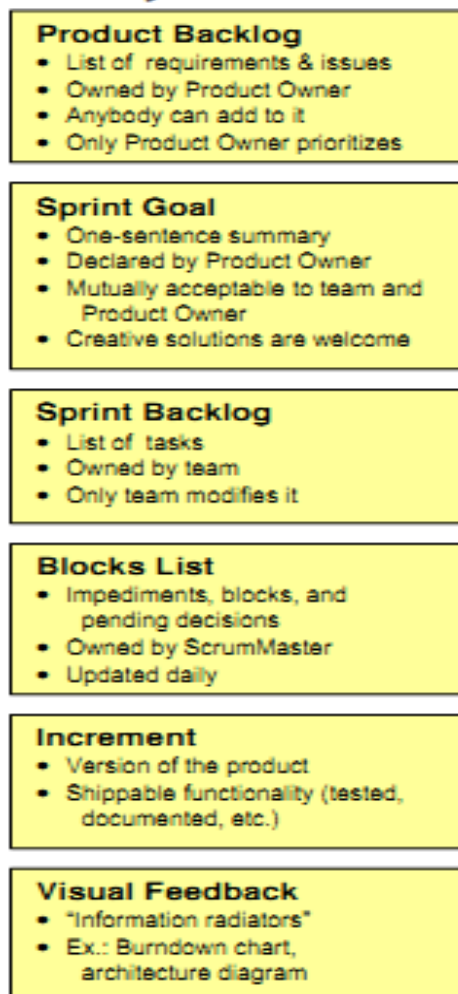 Product Backlog
• List of requirements & issues
• Owned by Product Owner
• Anybody can add to it
• Only Product Owner prioritizes
Sprint Goal
• One-sentence summary
• Declared by Product Owner
• Mutually acceptable to team and
Product Owner
• Creative solutions are welcome
Sprint Backlog
• List of tasks
• Owned by team
• Only team modifies it
Blocks List
• Impediments, blocks, and
pending decisions
• Owned by ScrumMaster
• Updated daily
Increment
• Version of the product
• Shippable functionality (tested,
documented, etc.)
Visual Feedback
• "Information radiators"
• Ex.: Burndown chart,
architecture diagram